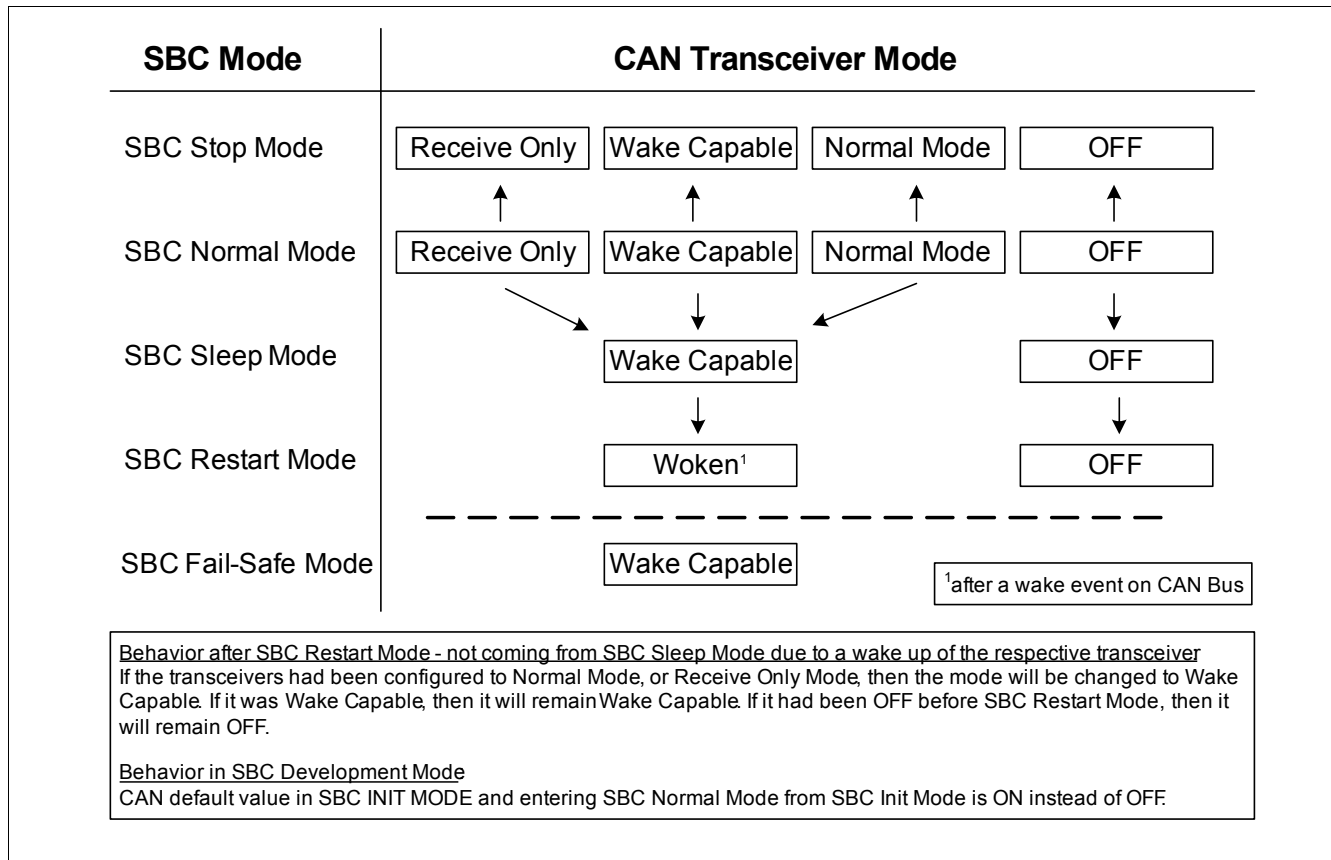 SBC Mode CAN Transceiver Mode
SBC Stop Mode Receive Only Wake Capable Normal Mode OFF
SBC Normal Mode Receive Only Wake Capable Normal Mode OFF
SBC Sleep Mode Wake Capable OFF
SBC Restart Mode Woken¹ OFF
SBC Fail-Safe Mode Wake Capable
¹after a wake event on CAN Bus
Behavior after SBC Restart Mode - not coming from SBC Sleep Mode due to a wake up of the respective transceiver
If the transceivers had been configured to Normal Mode, or Receive Only Mode, then the mode will be changed to Wake
Capable. If it was Wake Capable, then it will remain Wake Capable. If it had been OFF before SBC Restart Mode, then it
will remain OFF.
Behavior in SBC Development Mode
CAN default value in SBC INIT MODE and entering SBC Normal Mode from SBC Init Mode is ON instead of OFF.